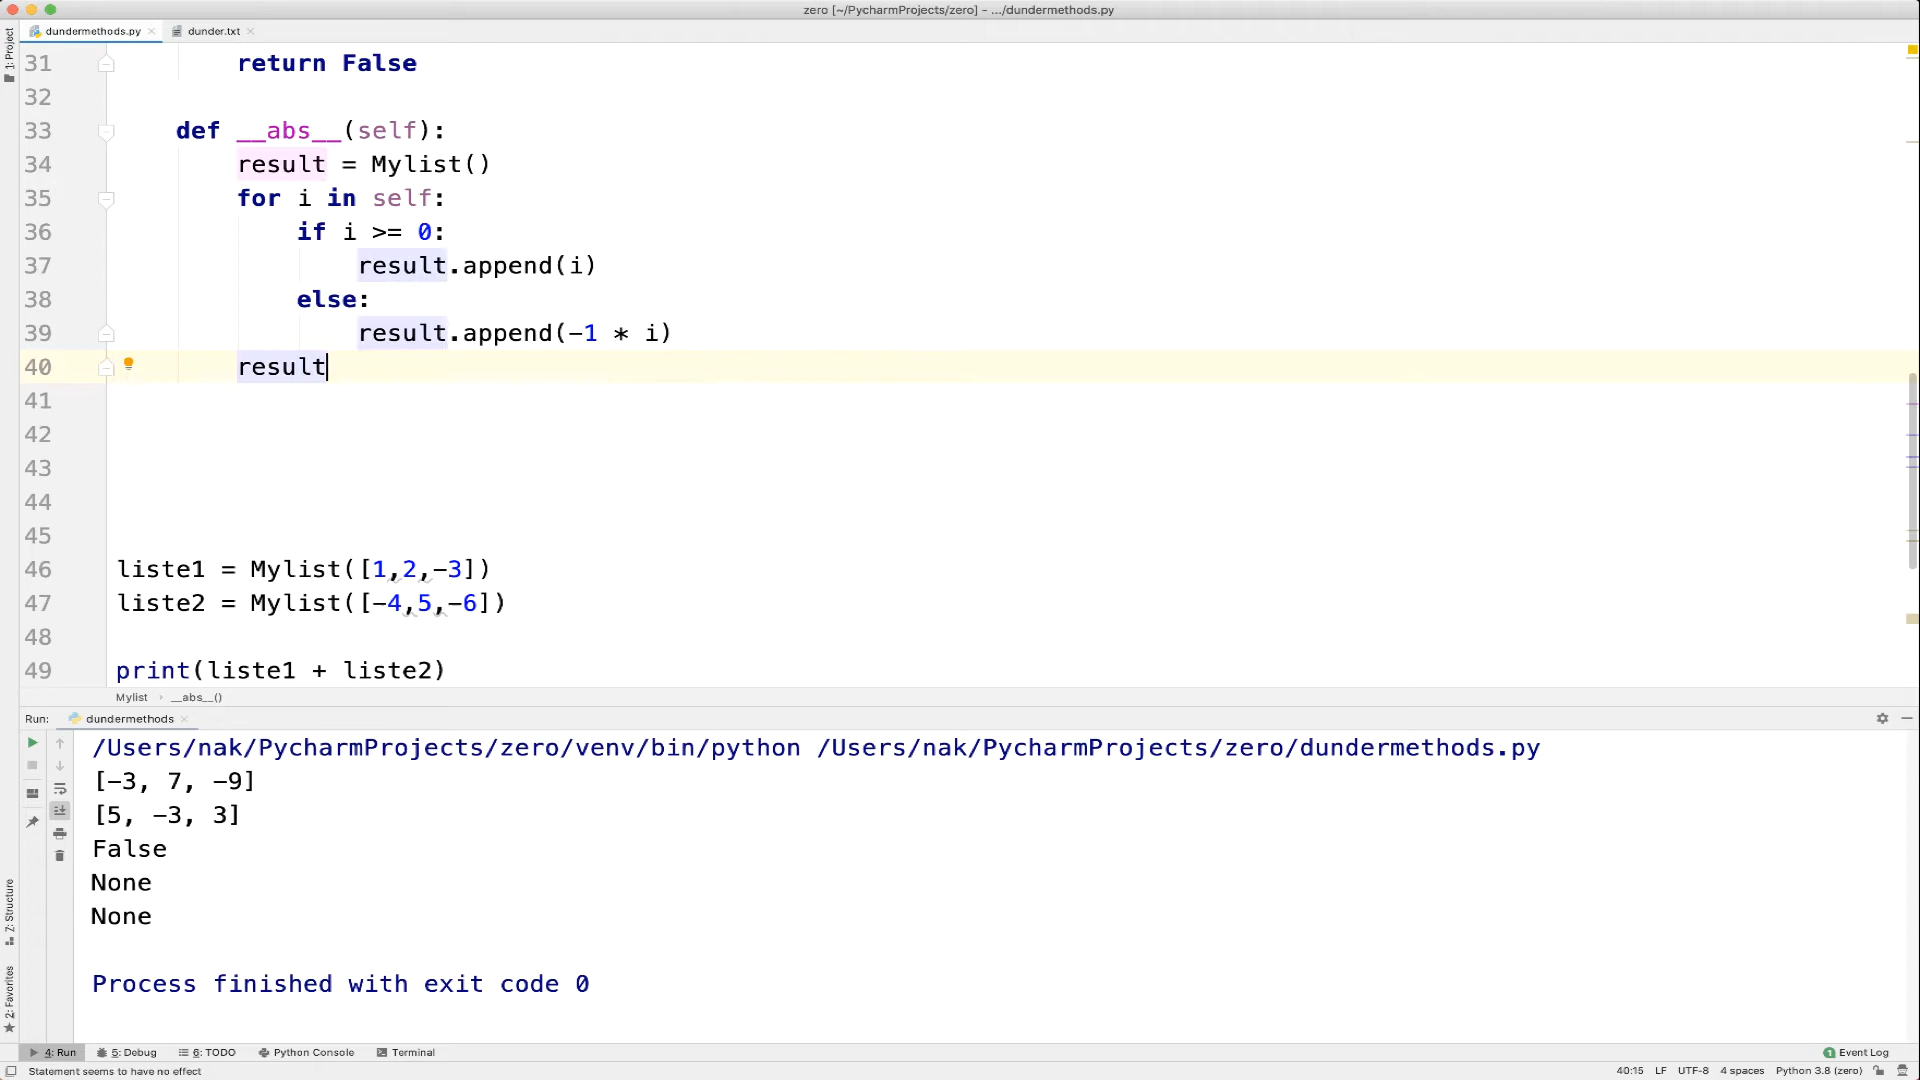 zero [~/PycharmProjects/zero] – .../dundermethods.py
1: Project
dundermethods.py
dunder.txt
31 return False
32
33 def __abs__(self):
34 result = Mylist()
35 for i in self:
36 if i >= 0:
37 result.append(i)
38 else:
39 result.append(-1 * i)
40 result
41
42
43
44
45
46 liste1 = Mylist([1,2,-3])
47 liste2 = Mylist([-4,5,-6])
48
49 print(liste1 + liste2)
Mylist › __abs__()
Run: dundermethods
/Users/nak/PycharmProjects/zero/venv/bin/python /Users/nak/PycharmProjects/zero/dundermethods.py
[-3, 7, -9]
[5, -3, 3]
False
None
None
Process finished with exit code 0
Z: Structure
2: Favorites
4: Run 5: Debug 6: TODO Python Console Terminal
1 Event Log
Statement seems to have no effect
40:15 LF UTF-8 4 spaces Python 3.8 (zero)